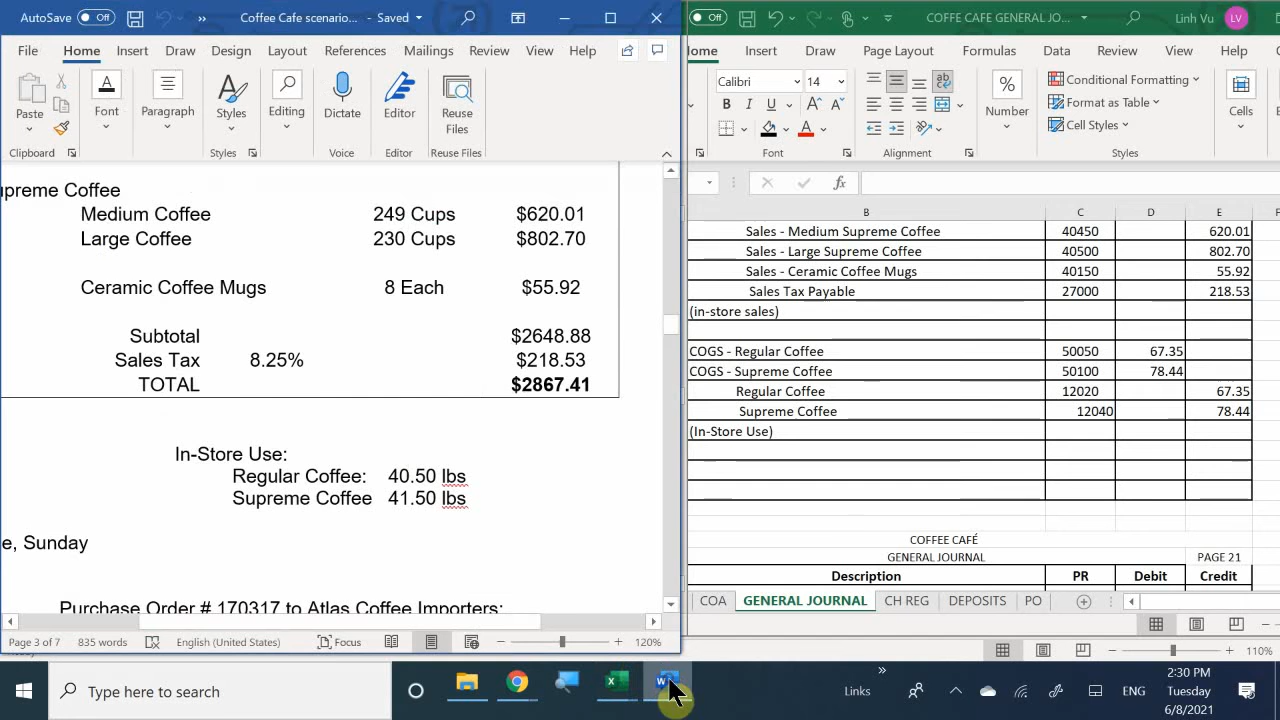 AutoSave Off Coffee Cafe scenario... - Saved
File Home Insert Draw Design Layout References Mailings Review View Help
Paste Font Paragraph Styles Editing Dictate Editor Reuse Files
Clipboard Styles Voice Editor Reuse Files
upreme Coffee
Medium Coffee 249 Cups $620.01
Large Coffee 230 Cups $802.70
Ceramic Coffee Mugs 8 Each $55.92
Subtotal $2648.88
Sales Tax 8.25% $218.53
TOTAL $2867.41
In-Store Use:
Regular Coffee: 40.50 lbs
Supreme Coffee 41.50 lbs
e, Sunday
Purchase Order # 170317 to Atlas Coffee Importers:
Page 3 of 7 835 words English (United States) Focus 120%
Off COFFE CAFE GENERAL JO... Linh Vu LV
ome Insert Draw Page Layout Formulas Data Review View Help
Calibri 14
B I U A A
% Number
Conditional Formatting
Format as Table
Cell Styles
Cells
Font Alignment Styles
fx
B C D E
Sales - Medium Supreme Coffee 40450 620.01
Sales - Large Supreme Coffee 40500 802.70
Sales - Ceramic Coffee Mugs 40150 55.92
Sales Tax Payable 27000 218.53
(in-store sales)
COGS - Regular Coffee 50050 67.35
COGS - Supreme Coffee 50100 78.44
Regular Coffee 12020 67.35
Supreme Coffee 12040 78.44
(In-Store Use)
COFFEE CAFÉ
GENERAL JOURNAL PAGE 21
Description PR Debit Credit
COA GENERAL JOURNAL CH REG DEPOSITS PO
110%
Type here to search
Links ENG
2:30 PM
Tuesday
6/8/2021